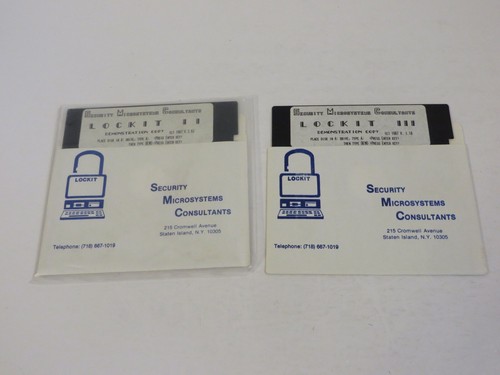 Security Microsystems Consultants
LOCKIT II
DEMONSTRATION COPY
LOCKIT
SECURITY
MICROSYSTEMS
CONSULTANTS
215 Cromwell Avenue
Staten Island, N.Y. 10305
Telephone: (718) 667-1019
Security Microsystems Consultants
LOCKIT III
DEMONSTRATION COPY
LOCKIT
SECURITY
MICROSYSTEMS
CONSULTANTS
215 Cromwell Avenue
Staten Island, N.Y. 10305
Telephone: (718) 667-1019